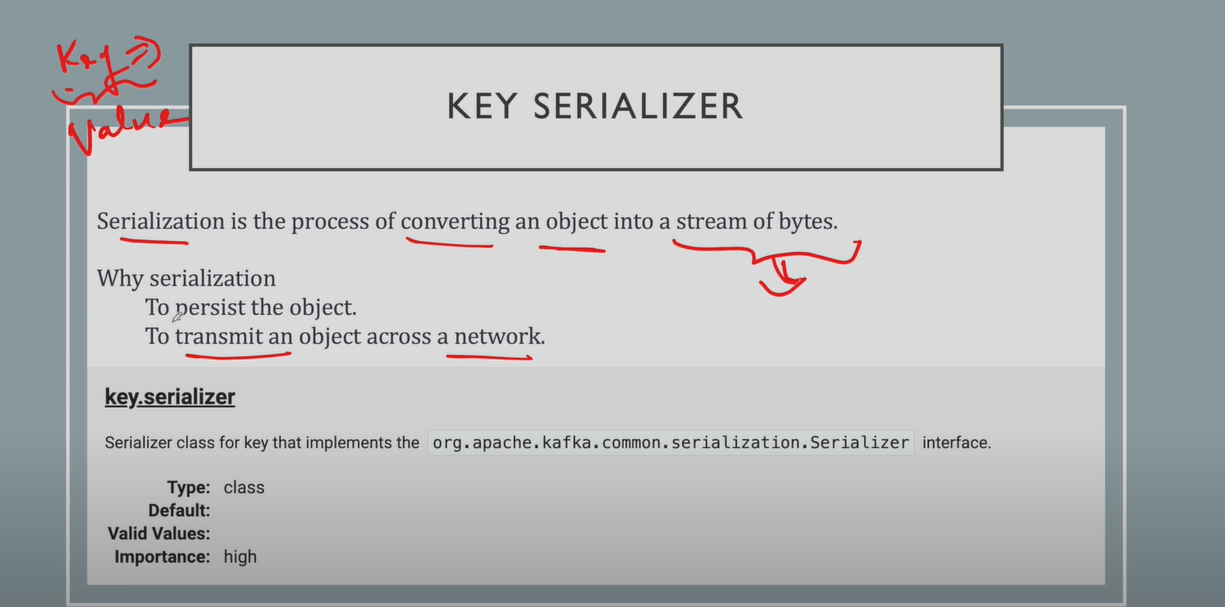 Key
Value
KEY SERIALIZER
Serialization is the process of converting an object into a stream of bytes.
Why serialization
To persist the object.
To transmit an object across a network.
key.serializer
Serializer class for key that implements the org.apache.kafka.common.serialization.Serializer interface.
Type: class
Default:
Valid Values:
Importance: high